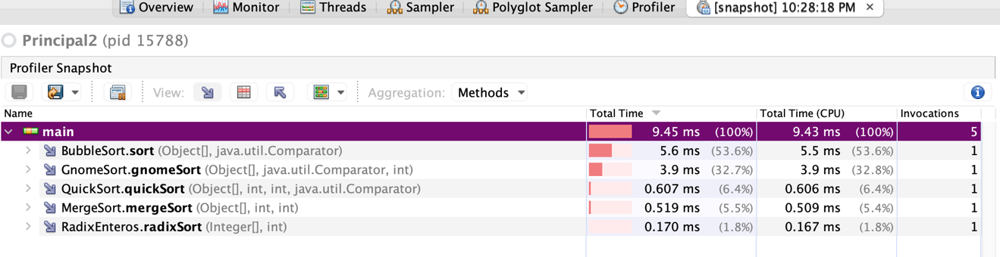 Overview Monitor Threads Sampler Polyglot Sampler Profiler [snapshot] 10:28:18 PM ×
Principal2 (pid 15788)
Profiler Snapshot
View: Aggregation: Methods
Name Total Time Total Time (CPU) Invocations
main 9.45 ms (100%) 9.43 ms (100%) 5
BubbleSort.sort (Object[], java.util.Comparator) 5.6 ms (53.6%) 5.5 ms (53.6%) 1
GnomeSort.gnomeSort (Object[], java.util.Comparator, int) 3.9 ms (32.7%) 3.9 ms (32.8%) 1
QuickSort.quickSort (Object[], int, int, java.util.Comparator) 0.607 ms (6.4%) 0.606 ms (6.4%) 1
MergeSort.mergeSort (Object[], int, int) 0.519 ms (5.5%) 0.509 ms (5.4%) 1
RadixEnteros.radixSort (Integer[], int) 0.170 ms (1.8%) 0.167 ms (1.8%) 1